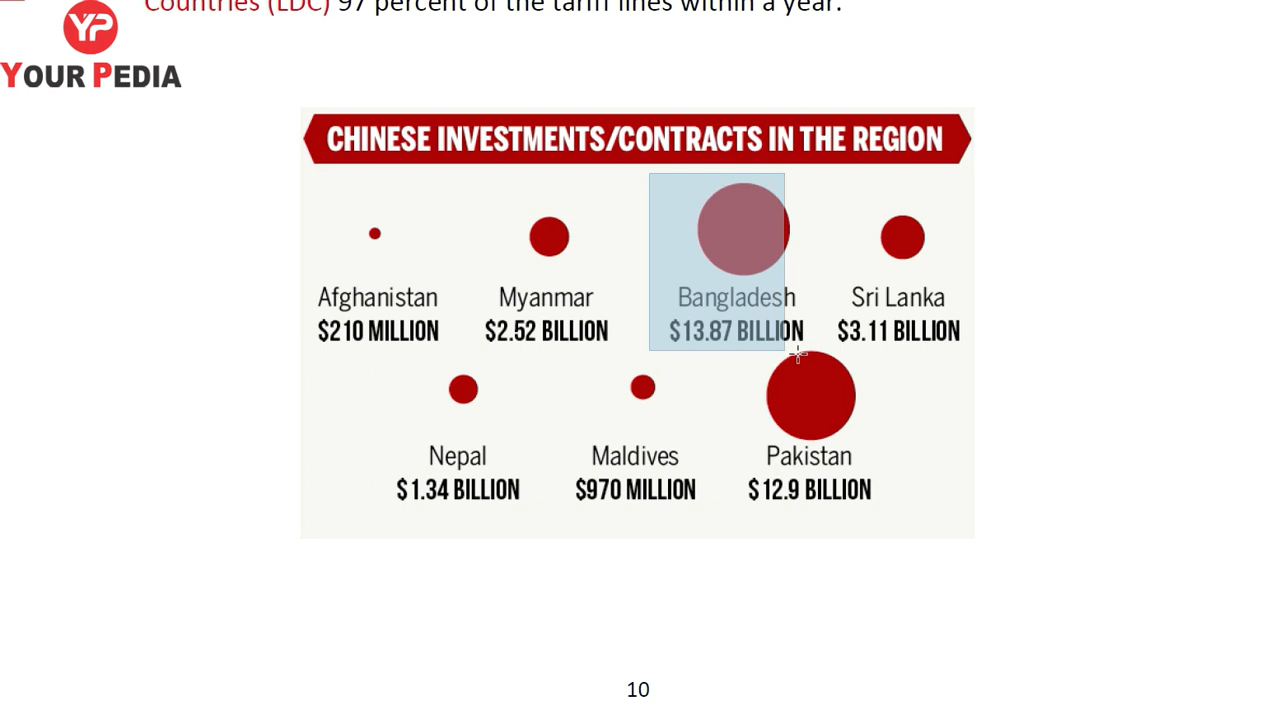 Countries (LDC) 97 percent of the tariff lines within a year.
YP
YOUR PEDIA
CHINESE INVESTMENTS/CONTRACTS IN THE REGION
Afghanistan Myanmar Bangladesh Sri Lanka
$210 MILLION $2.52 BILLION $13.87 BILLION $3.11 BILLION
Nepal Maldives Pakistan
$1.34 BILLION $970 MILLION $12.9 BILLION
10